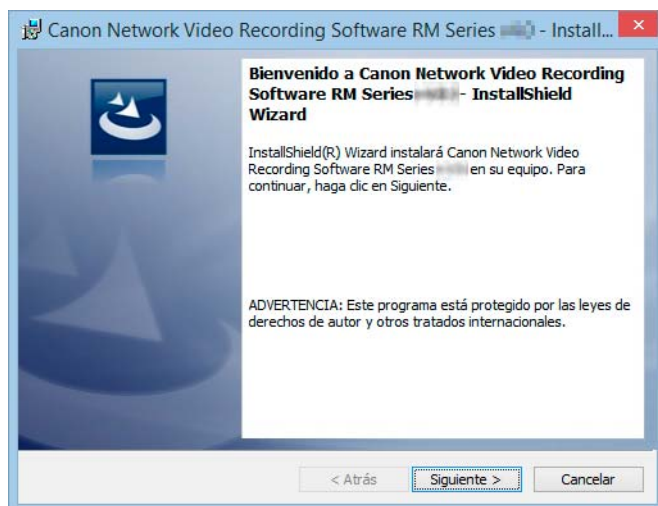 Canon Network Video Recording Software RM Series - Install...
Bienvenido a Canon Network Video Recording
Software RM Series - InstallShield
Wizard
InstallShield(R) Wizard instalará Canon Network Video
Recording Software RM Series en su equipo. Para
continuar, haga clic en Siguiente.
ADVERTENCIA: Este programa está protegido por las leyes de
derechos de autor y otros tratados internacionales.
< Atrás Siguiente > Cancelar